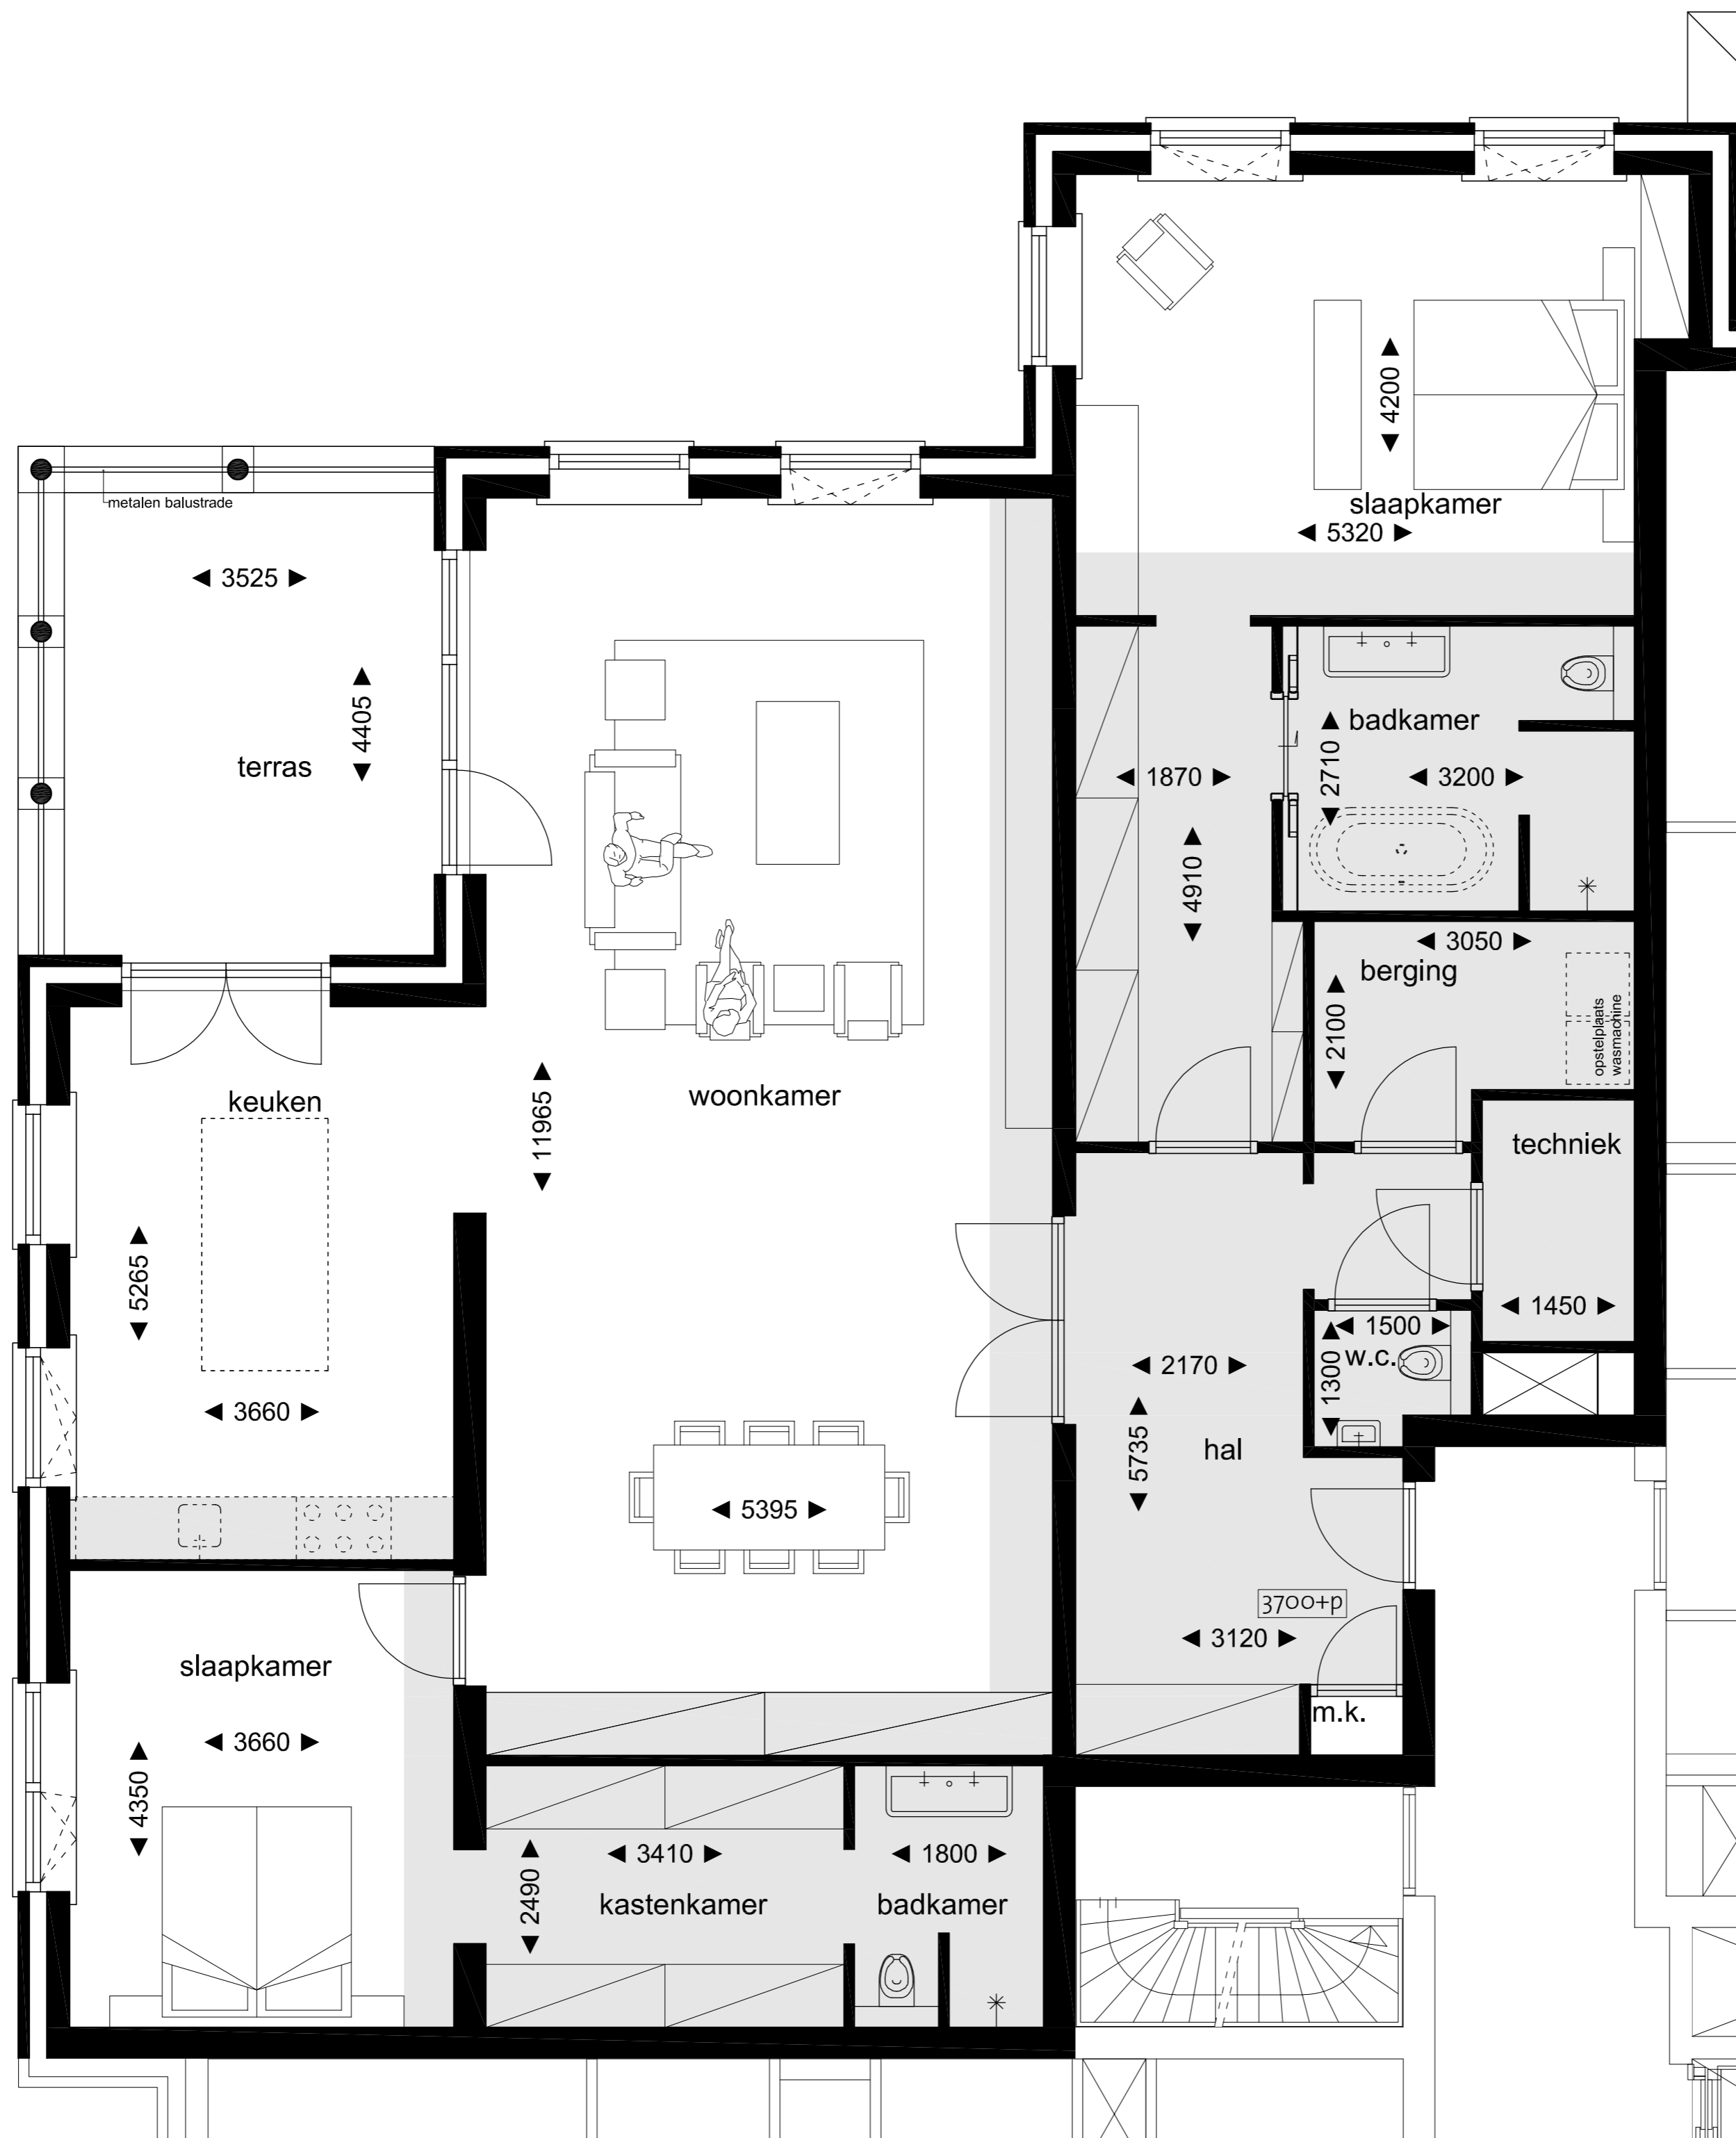 4200
slaapkamer
5320
metalen balustrade
3525
4405
terras
badkamer
2710
1870
3200
4910
3050
berging
2100
opstelplaats
wasmachine
keuken
woonkamer
11965
techniek
5265
1450
1500
1300
w.c.
2170
3660
hal
5735
5395
3700+p
3120
slaapkamer
m.k.
3660
4350
3410
1800
2490
kastenkamer
badkamer